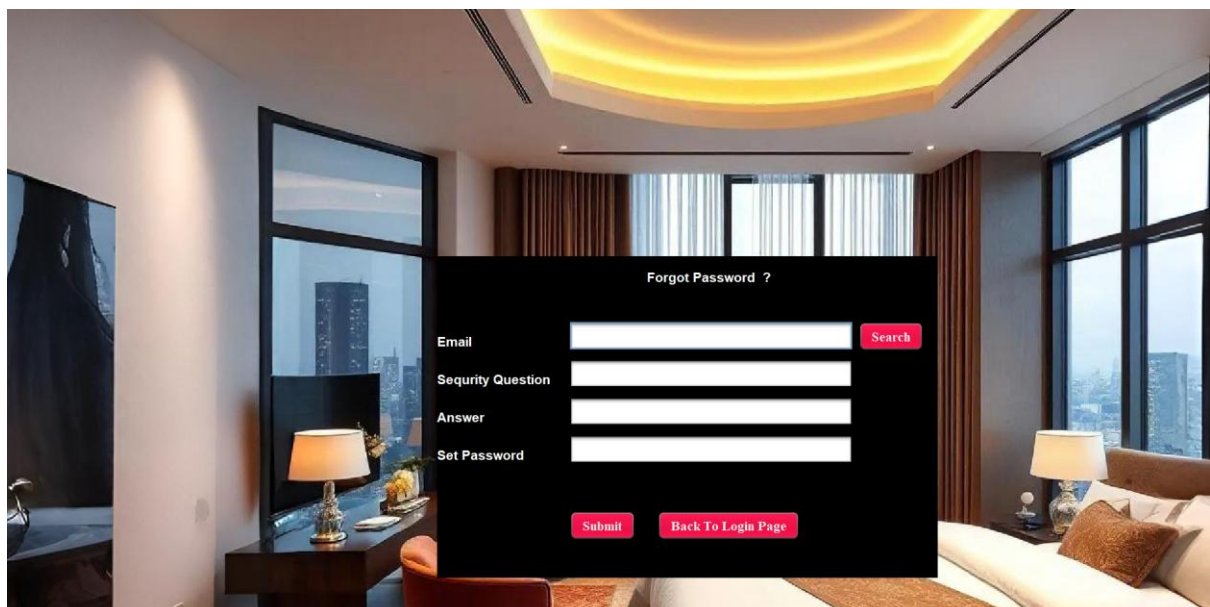 Forgot Password ?
Email
Search
Sequrity Question
Answer
Set Password
Submit
Back To Login Page